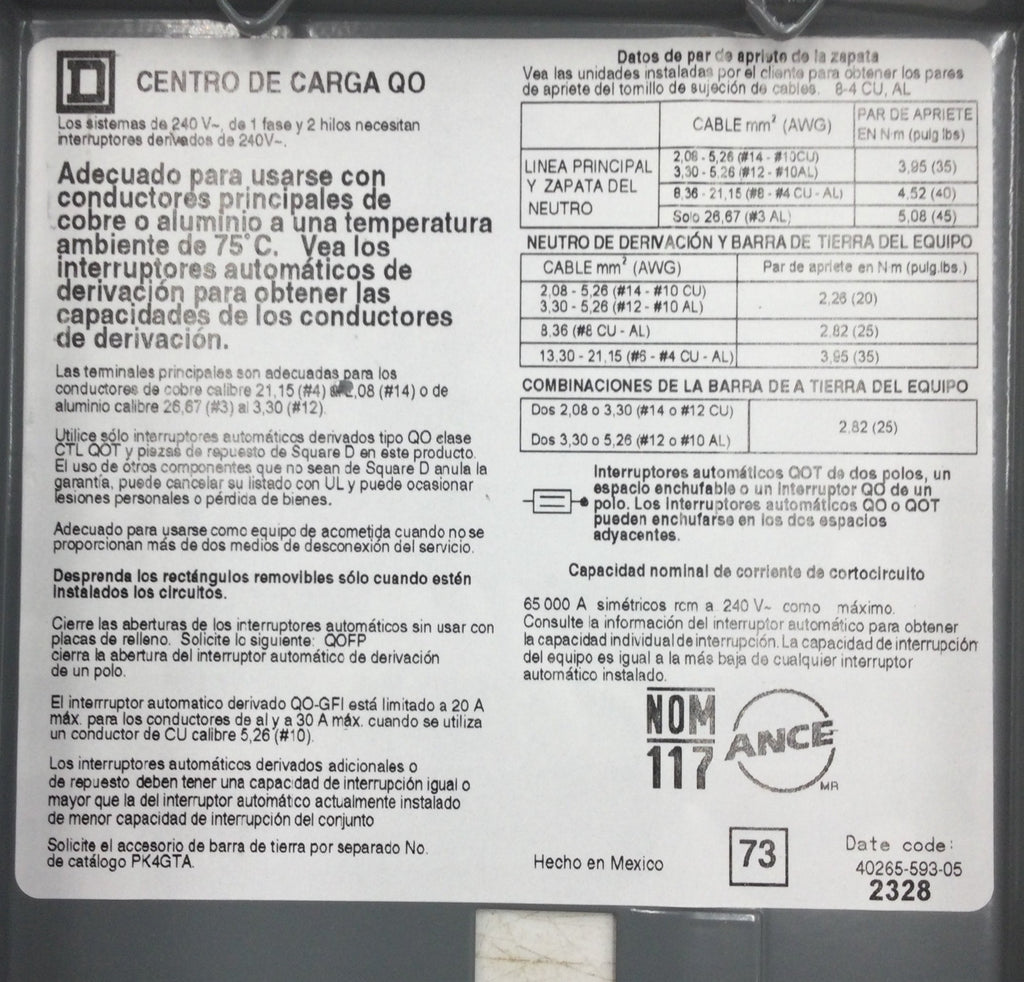 D
CENTRO DE CARGA QO
Los sistemas de 240 V~, de 1 fase y 2 hilos necesitan
interruptores derivados de 240V~.
Adecuado para usarse con
conductores principales de
cobre o aluminio a una temperatura
ambiente de 75°C. Vea los
interruptores automáticos de
derivación para obtener las
capacidades de los conductores
de derivación.
Las terminales principales son adecuadas para los
conductores de cobre calibre 21,15 (#4) 2,08 (#14) o de
aluminio calibre 26,67 (#3) al 3,30 (#12).
Utilice sólo interruptores automáticos derivados tipo QO clase
CTL QOT y piezas de repuesto de Square D en este producto.
El uso de otros componentes que no sean de Square D anula la
garantía, puede cancelar su listado con UL y puede ocasionar
lesiones personales o pérdida de bienes.
Adecuado para usarse como equipo de acometida cuando no se
proporcionan más de dos medios de desconexión del servicio.
Desprenda los rectángulos removibles sólo cuando estén
instalados los circuitos.
Cierre las aberturas de los interruptores automáticos sin usar con
placas de relleno. Solicite lo siguiente: QOFP
cierra la abertura del interruptor automático de derivación
de un polo.
El interrruptor automatico derivado QO-GFI está limitado a 20 A
máx. para los conductores de al y a 30 A máx. cuando se utiliza
un conductor de CU calibre 5,26 (#10).
Los interruptores automáticos derivados adicionales o
de repuesto deben tener una capacidad de interrupción igual o
mayor que la del interruptor automático actualmente instalado
de menor capacidad de interrupción del conjunto
Solicite el accesorio de barra de tierra por separado No.
de catálogo PK4GTA.
Datos de par de apriuto de la zapata
Vea las unidades instaladas por el cliente para obtener los pares
de apriete del tornillo de sujeción de cables. 8-4 CU, AL
CABLE mm² (AWG)
PAR DE APRIETE
EN N·m (pulg lbs)
LINEA PRINCIPAL
Y ZAPATA DEL
NEUTRO
2,08 - 5,26 (#14 - #10CU)
3,30 - 5,26 (#12 - #10AL)
3,95 (35)
8,36 - 21,15 (#8 - #4 CU - AL)
4,52 (40)
Solo 26,67 (#3 AL)
5,08 (45)
NEUTRO DE DERIVACIÓN Y BARRA DE TIERRA DEL EQUIPO
CABLE mm² (AWG)
Par de apriete en N·m (pulg.lbs.)
2,08 - 5,26 (#14 - #10 CU)
3,30 - 5,26 (#12 - #10 AL)
2,26 (20)
8,36 (#8 CU - AL)
2,82 (25)
13,30 - 21,15 (#6 - #4 CU - AL)
3,95 (35)
COMBINACIONES DE LA BARRA DE A TIERRA DEL EQUIPO
Dos 2,08 o 3,30 (#14 o #12 CU)
Dos 3,30 o 5,26 (#12 o #10 AL)
2,82 (25)
Interruptores automáticos QOT de dos polos, un
espacio enchufable o un interruptor QO de un
polo. Los interruptores automáticos QO o QOT
pueden enchufarse en los dos espacios
adyacentes.
Capacidad nominal de corriente de cortocircuito
65 000 A simétricos rcm a 240 V~ como máximo.
Consulte la información del interruptor automático para obtener
la capacidad individual de interrupción. La capacidad de interrupción
del equipo es igual a la más baja de cualquier interruptor
automático instalado.
NOM
117
ANCE
MR
Hecho en Mexico
73
Date code:
40265-593-05
2328